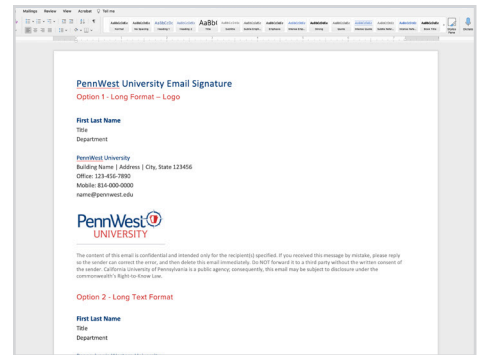 Mailings Review View Acrobat Tell me
PennWest University Email Signature
Option 1 - Long Format – Logo
First Last Name
Title
Department
PennWest University
Building Name | Address | City, State 123456
Office: 123-456-7890
Mobile: 814-000-0000
name@pennwest.edu
PennWest
UNIVERSITY
The content of this email is confidential and intended only for the recipient(s) specified. If you received this message by mistake, please reply
so the sender can correct the error, and then delete this email immediately. Do NOT forward it to a third party without the written consent of
the sender. California University of Pennsylvania is a public agency; consequently, this email may be subject to disclosure under the
commonwealth's Right-to-Know Law.
Option 2 - Long Text Format
First Last Name
Title
Department